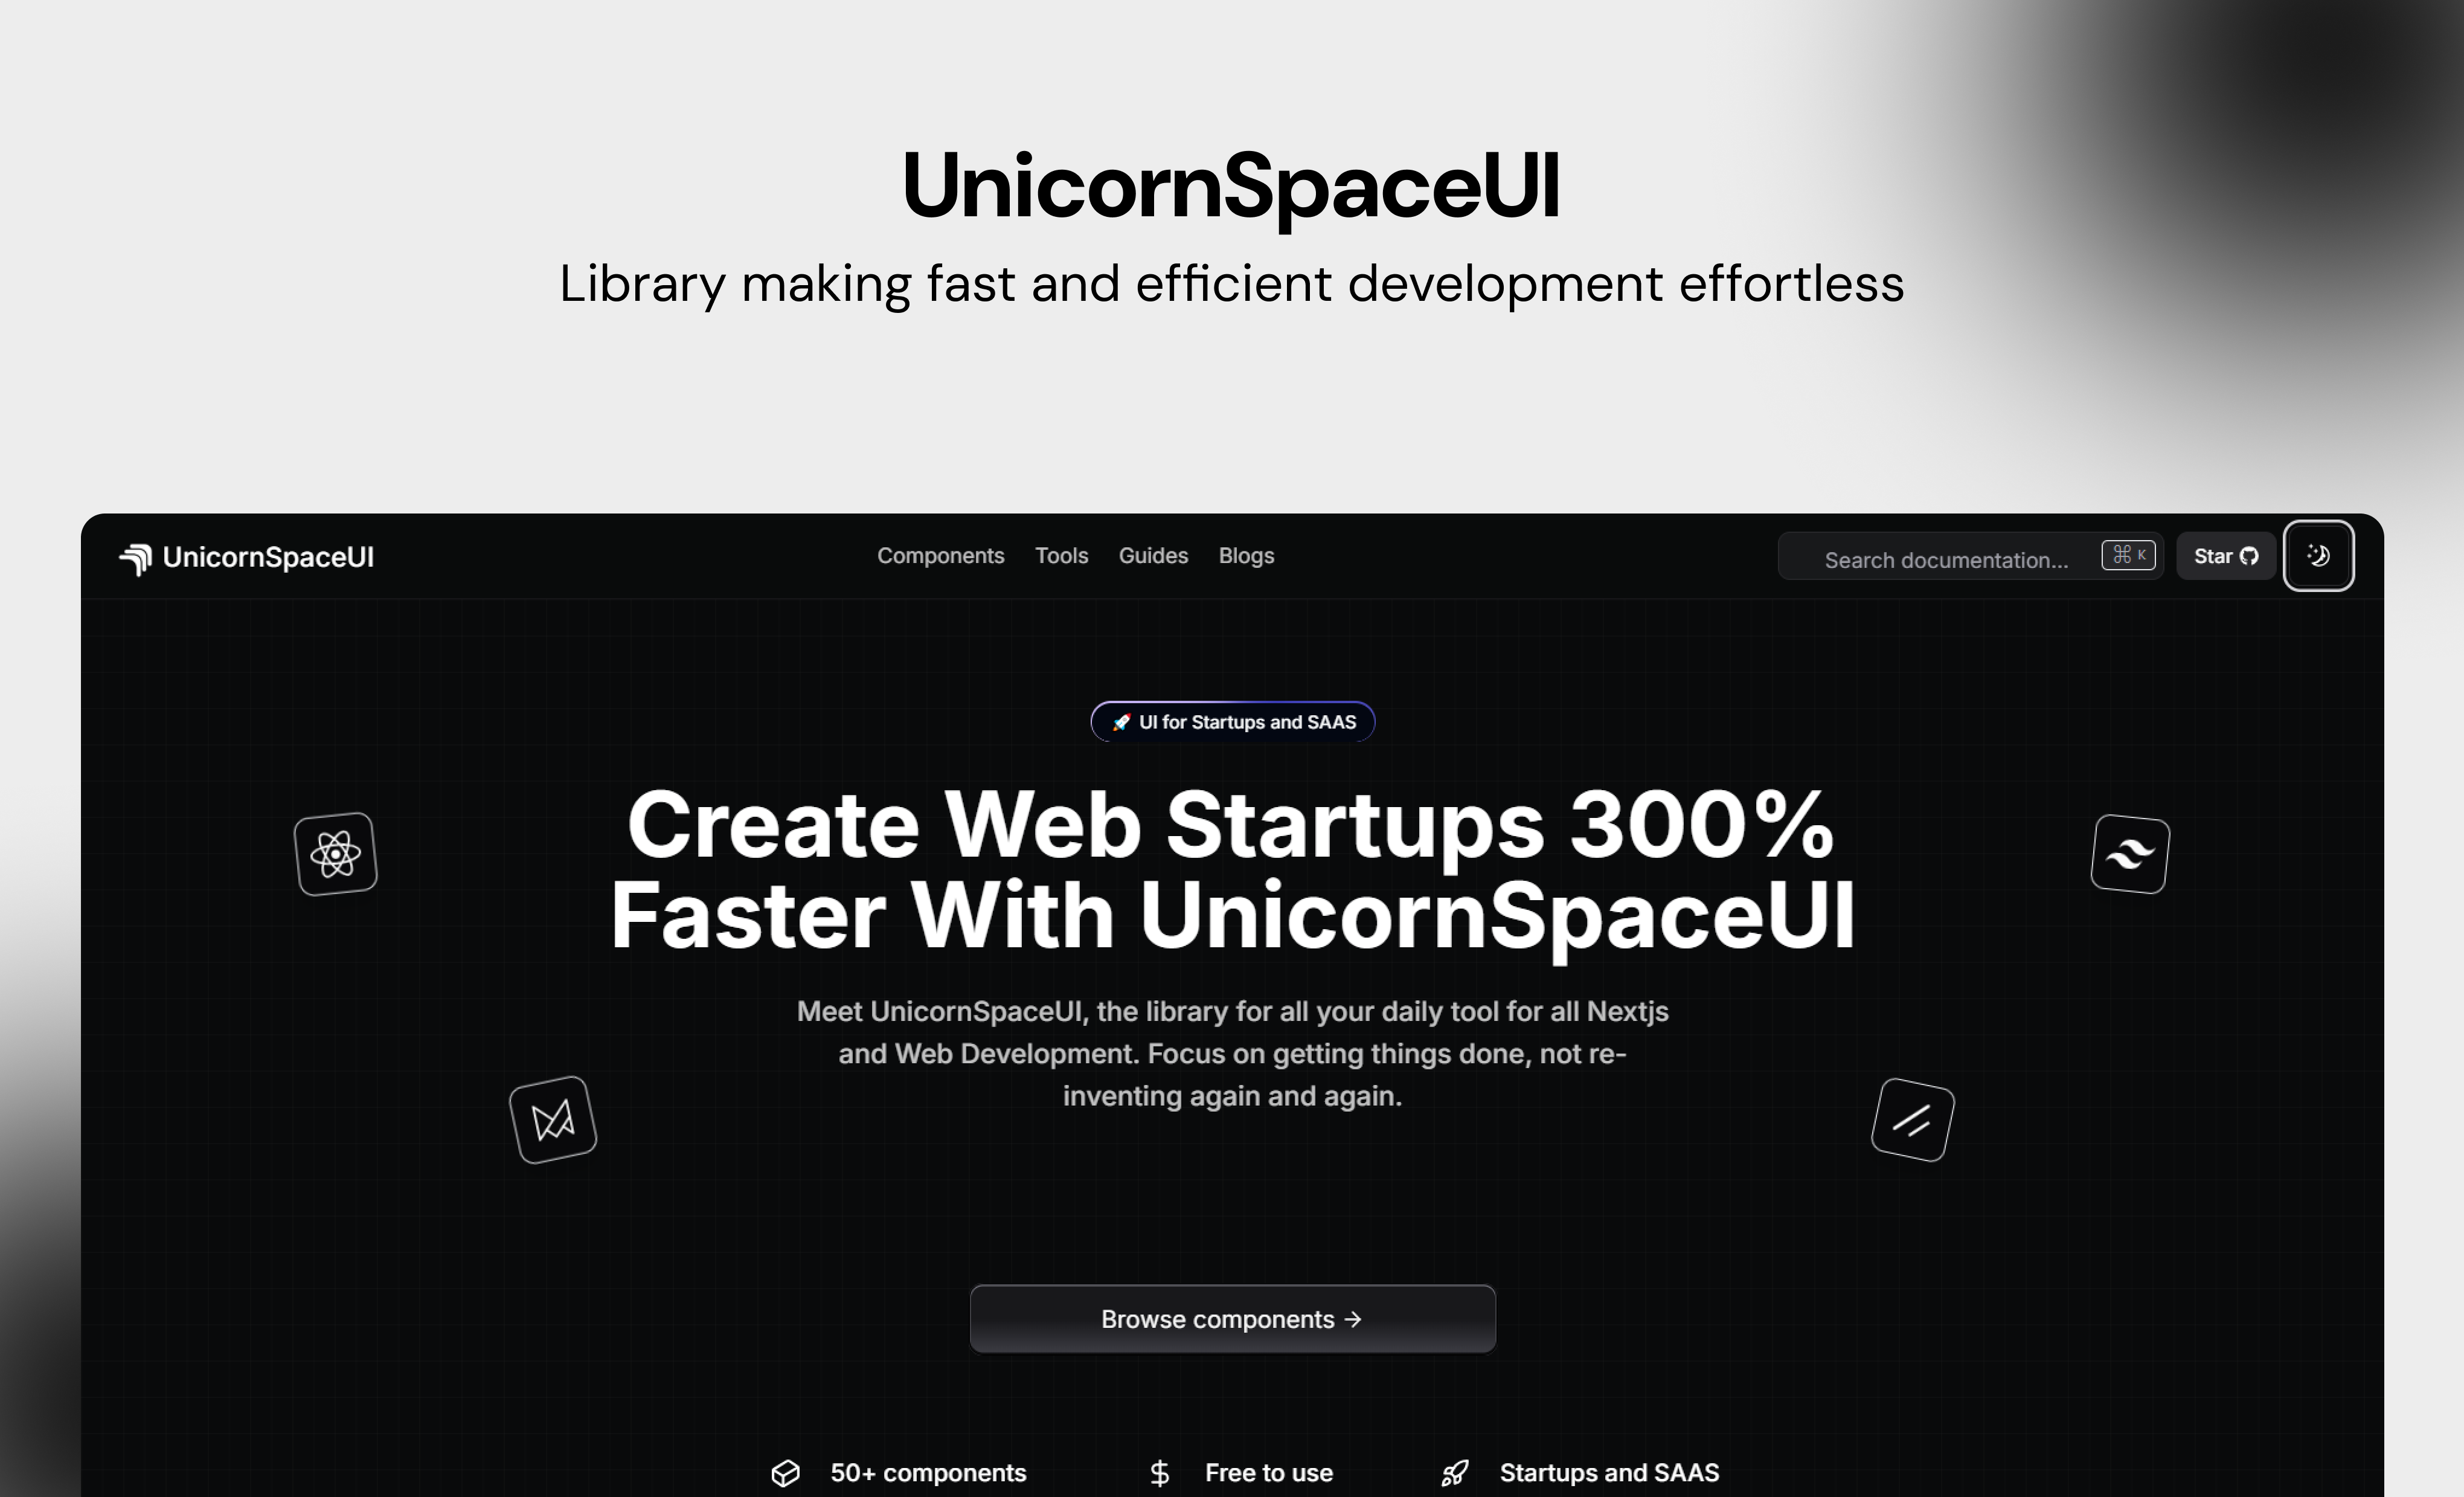 UnicornSpaceUI
Library making fast and efficient development effortless
UnicornSpaceUI
Components
Tools
Guides
Blogs
Search documentation...
⌘ K
Star
🚀 UI for Startups and SAAS
Create Web Startups 300%
Faster With UnicornSpaceUI
Meet UnicornSpaceUI, the library for all your daily tool for all Nextjs
and Web Development. Focus on getting things done, not re-
inventing again and again.
Browse components →
50+ components
Free to use
Startups and SAAS